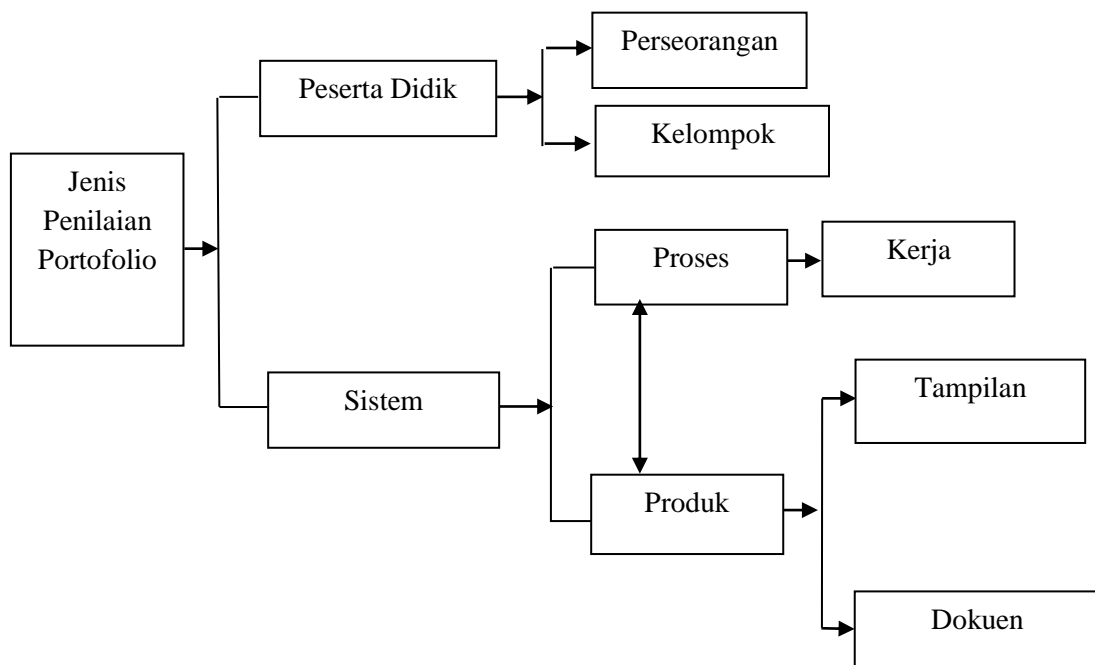 Perseorangan
Peserta Didik
Kelompok
Jenis
Penilaian
Portofolio
Proses
Kerja
Sistem
Tampilan
Produk
Dokuen